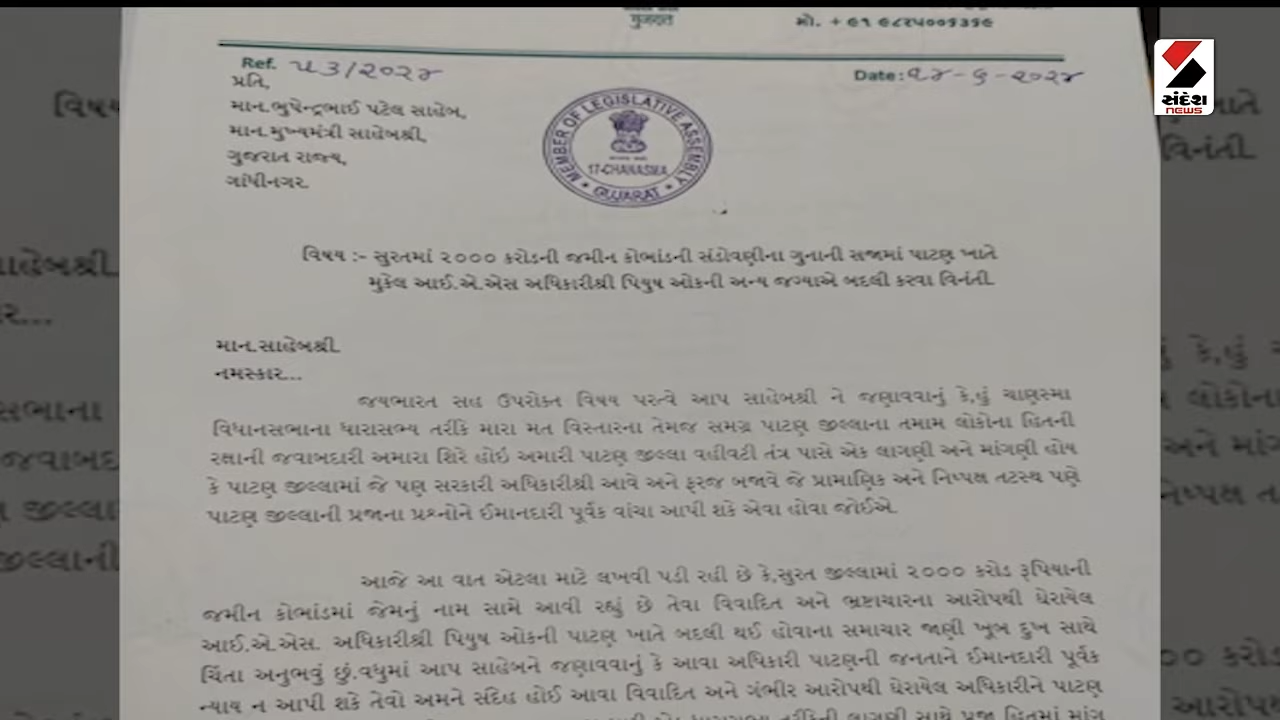 ગુજરાત
મો. + ૯૧ ૯૮૨૫૦૦૧૩૧૯
સંદેશ
NEWS
Ref. ૫૩/૨૦૨૪
Date: ૧૪-૬-૨૦૨૪
પ્રતિ,
માન.ભુપેન્દ્રભાઈ પટેલ સાહેબ,
માન.મુખ્યમંત્રી સાહેબશ્રી,
ગુજરાત રાજ્ય,
ગાંધીનગર.
MEMBER OF LEGISLATIVE ASSEMBLY
17-CHANASMA
GUJARAT
વિષય :- સુરતમાં ૨૦૦૦ કરોડની જમીન કોભાંડની સંડોવણીના ગુનાની સજામાં પાટણ ખાતે
મુકેલ આઈ.એ.એસ અધિકારીશ્રી પિયુષ ઓકની અન્ય જગ્યાએ બદલી કરવા વિનંતી.
માન.સાહેબશ્રી.
નમસ્કાર...
જયભારત સહ ઉપરોક્ત વિષય પરત્વે આપ સાહેબશ્રી ને જણાવવાનું કે,હું ચાણસ્મા
વિધાનસભાના ધારાસભ્ય તરીકે મારા મત વિસ્તારના તેમજ સમગ્ર પાટણ જીલ્લાના તમામ લોકોના હિતની
રક્ષાની જવાબદારી અમારા શિરે હોઇ અમારી પાટણ જીલ્લા વહીવટી તંત્ર પાસે એક લાગણી અને માંગણી હોય
કે પાટણ જીલ્લામાં જે પણ સરકારી અધિકારીશ્રી આવે અને ફરજ બજાવે જે પ્રામાણિક અને નિષ્પક્ષ તટસ્થ પણે
પાટણ જીલ્લાની પ્રજાના પ્રશ્નોને ઈમાનદારી પૂર્વક વાંચા આપી શકે એવા હોવા જોઈએ.
આજે આ વાત એટલા માટે લખવી પડી રહી છે કે,સુરત જીલ્લામાં ૨૦૦૦ કરોડ રૂપિયાની
જમીન કોભાંડમાં જેમનું નામ સામે આવી રહ્યું છે તેવા વિવાદિત અને ભ્રષ્ટાચારના આરોપથી ઘેરાયેલ
આઈ.એ.એસ. અધિકારીશ્રી પિયુષ ઓકની પાટણ ખાતે બદલી થઈ હોવાના સમાચાર જાણી ખૂબ દુખ સાથે
ચિંતા અનુભવું છું.વધુમાં આપ સાહેબને જણાવવાનું કે આવા અધિકારી પાટણની જનતાને ઈમાનદારી પૂર્વક
ન્યાય ન આપી શકે તેવો અમને સંદેહ હોઈ આવા વિવાદિત અને ગંભીર આરોપથી ઘેરાયેલ અધિકારીને પાટણ